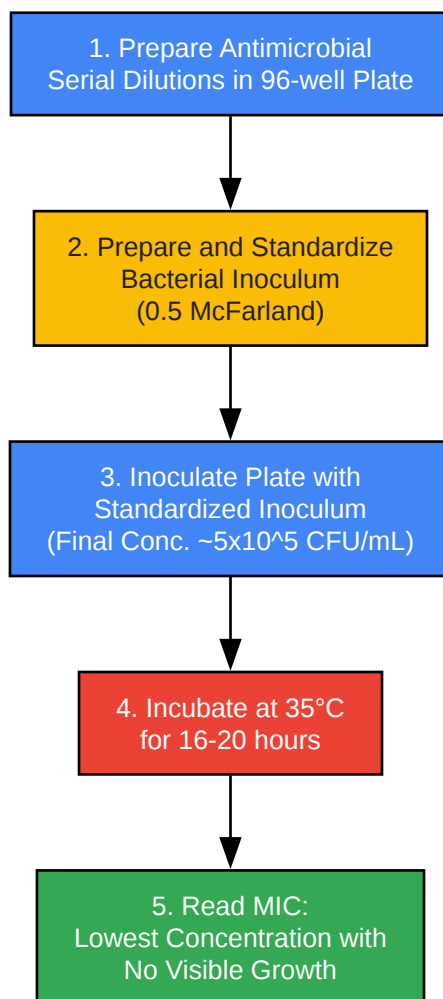 1. Prepare Antimicrobial
Serial Dilutions in 96-well Plate
2. Prepare and Standardize
Bacterial Inoculum
(0.5 McFarland)
3. Inoculate Plate with
Standardized Inoculum
(Final Conc. ~5x10^5 CFU/mL)
4. Incubate at 35°C
for 16-20 hours
5. Read MIC:
Lowest Concentration with
No Visible Growth